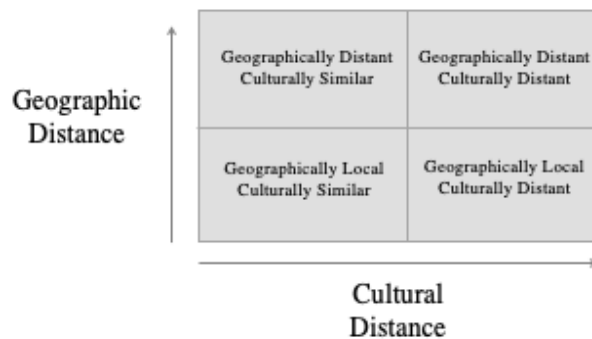 Geographically Distant
Culturally Similar
Geographically Distant
Culturally Distant
Geographic
Distance
Geographically Local
Culturally Similar
Geographically Local
Culturally Distant
Cultural
Distance